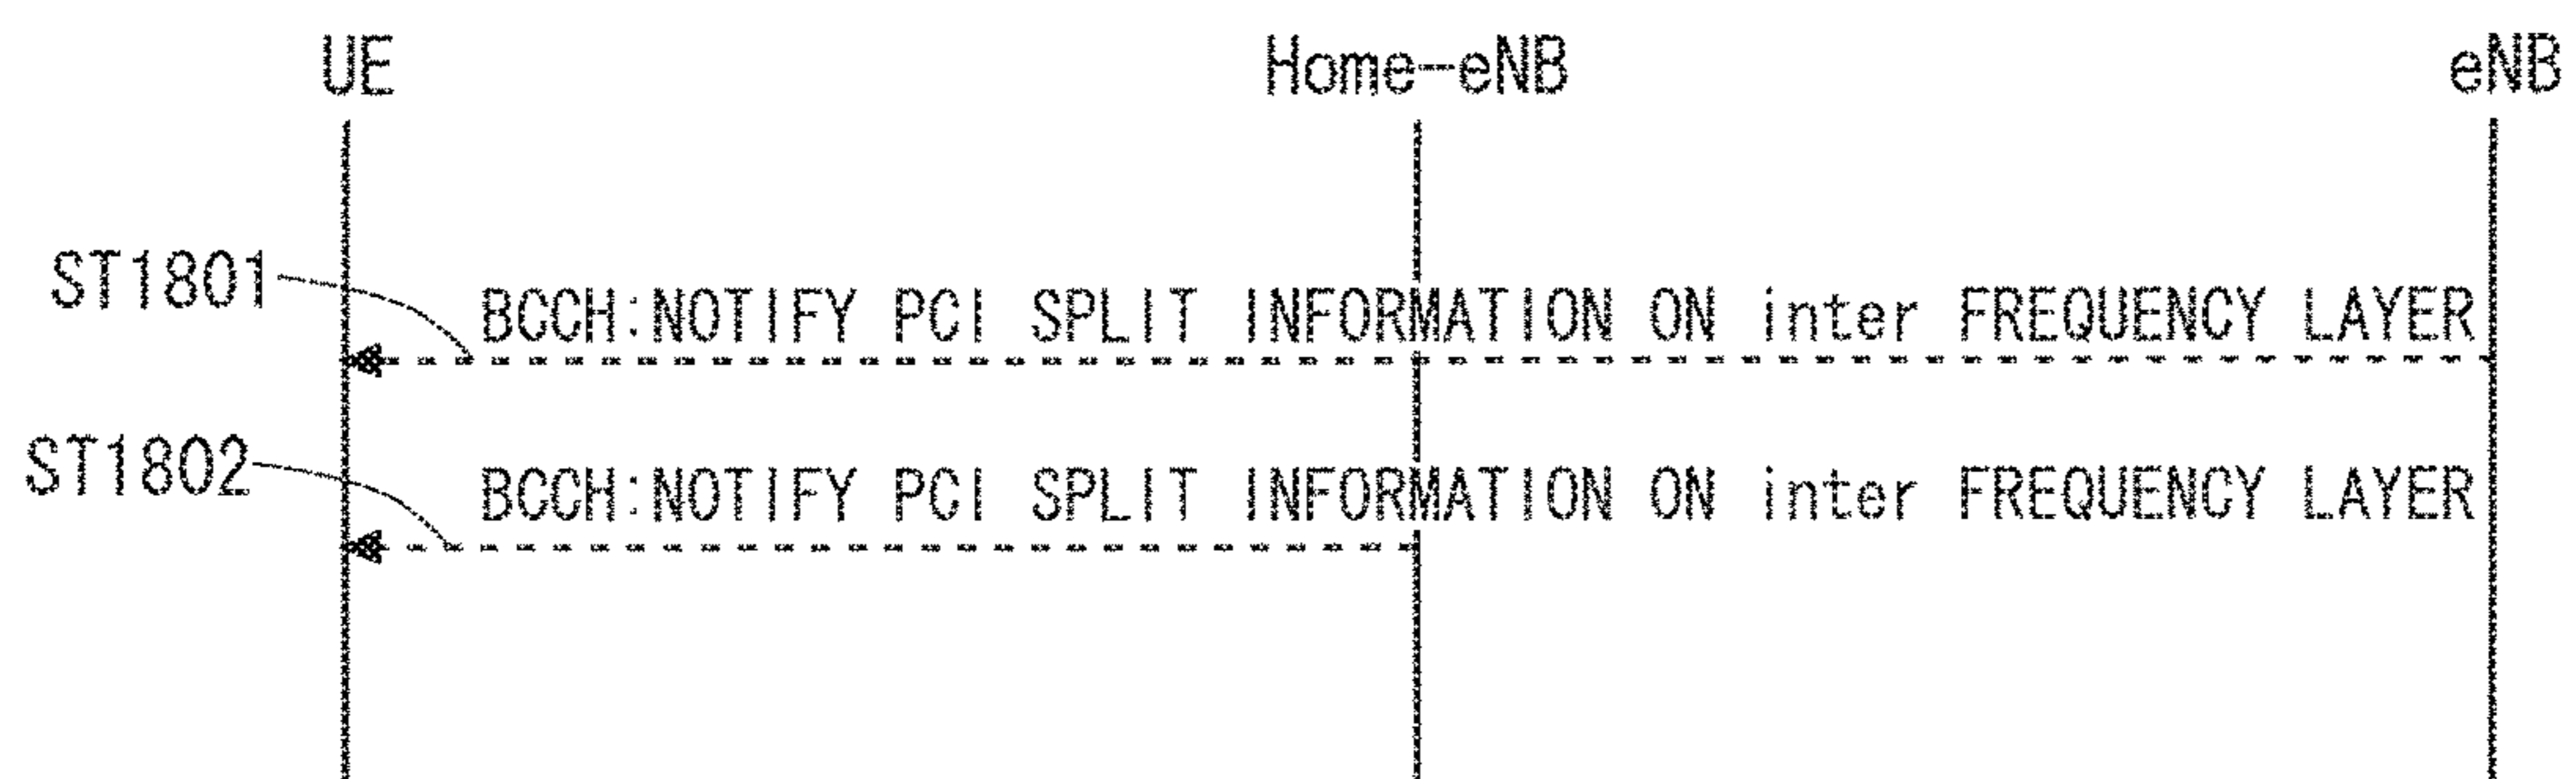 UE Home-eNB eNB
ST1801
BCCH:NOTIFY PCI SPLIT INFORMATION ON inter FREQUENCY LAYER
ST1802
BCCH:NOTIFY PCI SPLIT INFORMATION ON inter FREQUENCY LAYER